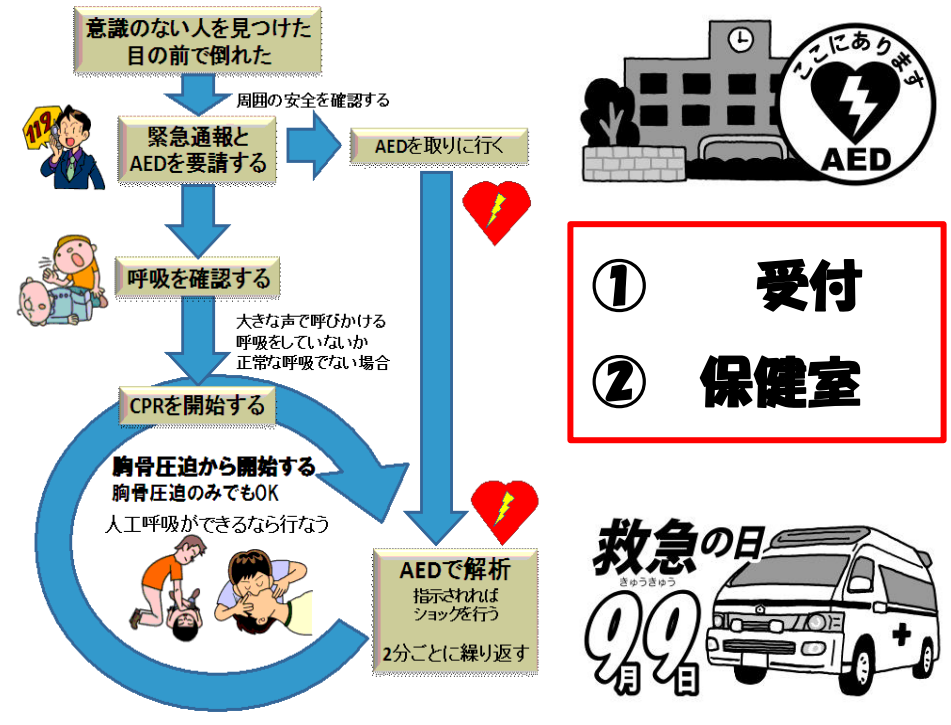 意識のない人を見つけた
目の前で倒れた
周囲の安全を確認する
119
緊急通報と
AEDを要請する
AEDを取りに行く
呼吸を確認する
大きな声で呼びかける
呼吸をしていないか
正常な呼吸でない場合
CPRを開始する
胸骨圧迫から開始する
胸骨圧迫のみでもOK
人工呼吸ができるなら行なう
AEDで解析
指示されれば
ショックを行う
2分ごとに繰り返す
ここにあります
AED
① 受付
② 保健室
救急の日
きゅうきゅう
9月9日